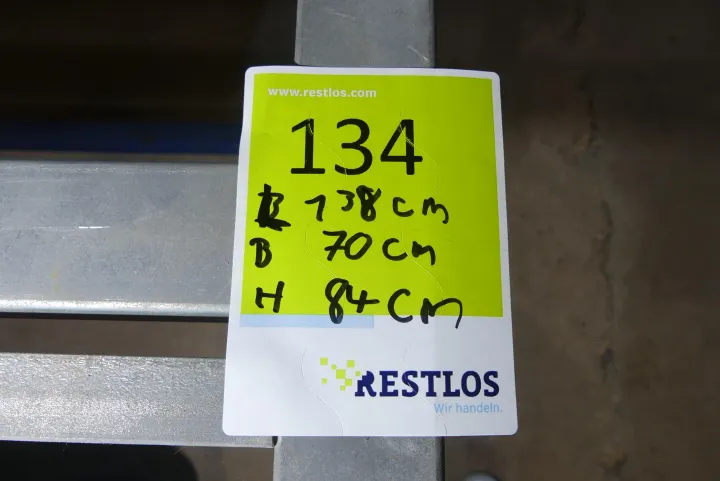 www.restlos.com
134
L 138 cm
B 70 cm
H 84 cm
RESTLOS
Wir handeln.